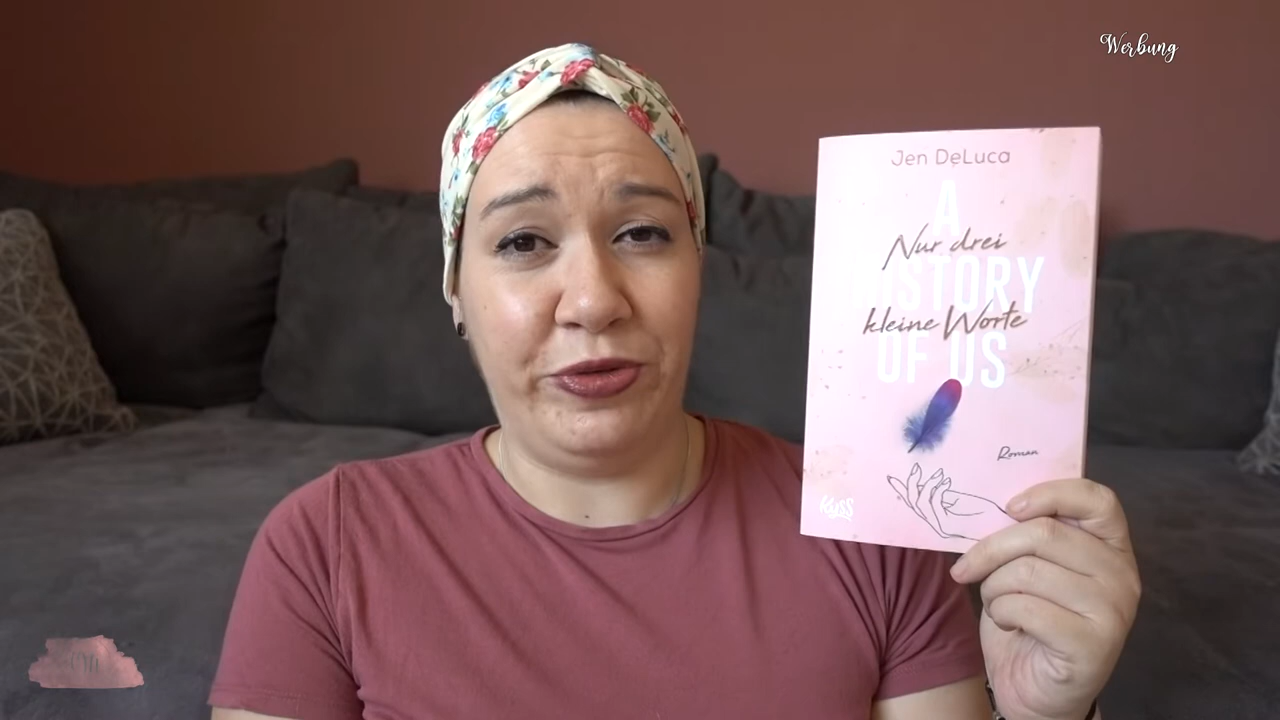 Werbung
Jen DeLuca
A
Nur drei
HISTORY
kleine Worte
OF US
Roman
kyss